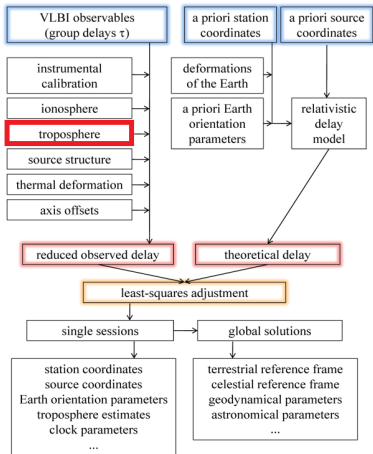 VLBI observables
(group delays τ)
a priori station
coordinates
a priori source
coordinates
instrumental
calibration
ionosphere
troposphere
source structure
thermal deformation
axis offsets
deformations
of the Earth
a priori Earth
orientation
parameters
relativistic
delay
model
reduced observed delay
theoretical delay
least-squares adjustment
single sessions
global solutions
station coordinates
source coordinates
Earth orientation parameters
troposphere estimates
clock parameters
...
terrestrial reference frame
celestial reference frame
geodynamical parameters
astronomical parameters
...